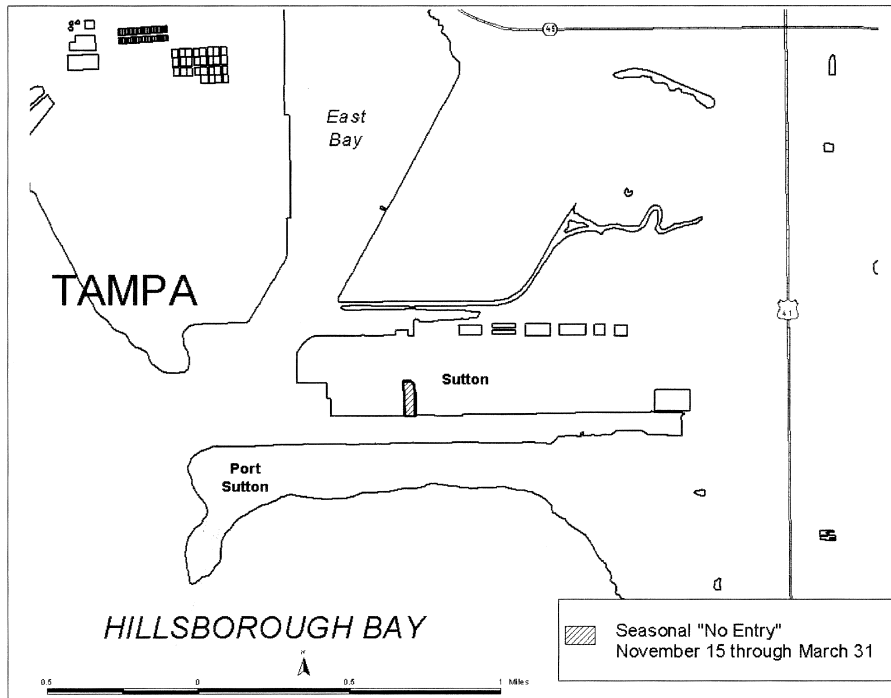 45
East
Bay
TAMPA
41
Sutton
Port
Sutton
HILLSBOROUGH BAY
Seasonal "No Entry"
November 15 through March 31
N
0.5 0 0.5 1 Miles